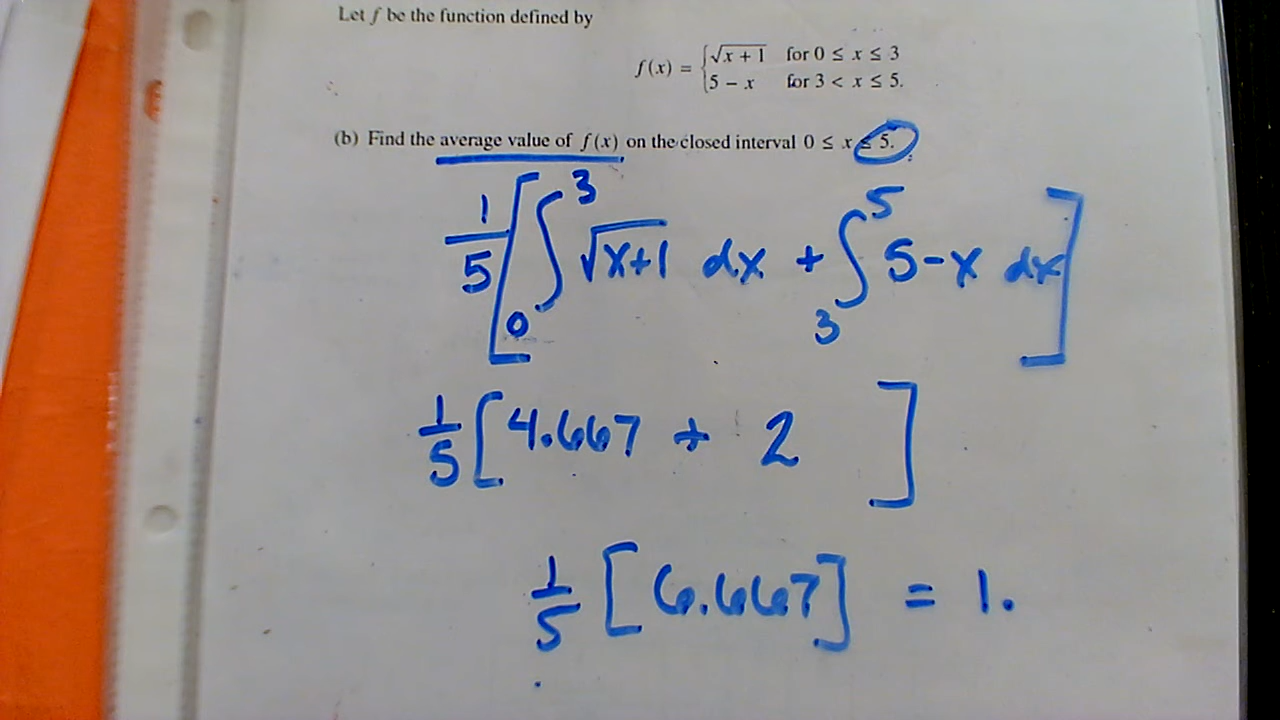 Let f be the function defined by
f(x) = { √x + 1 for 0 ≤ x ≤ 3
5 − x for 3 < x ≤ 5.
(b) Find the average value of f(x) on the closed interval 0 ≤ x ≤ 5.
1/5 [ ∫₀³ √x+1 dx + ∫₃⁵ 5-x dx ]
1/5 [ 4.667 + 2 ]
1/5 [ 6.667 ] = 1.